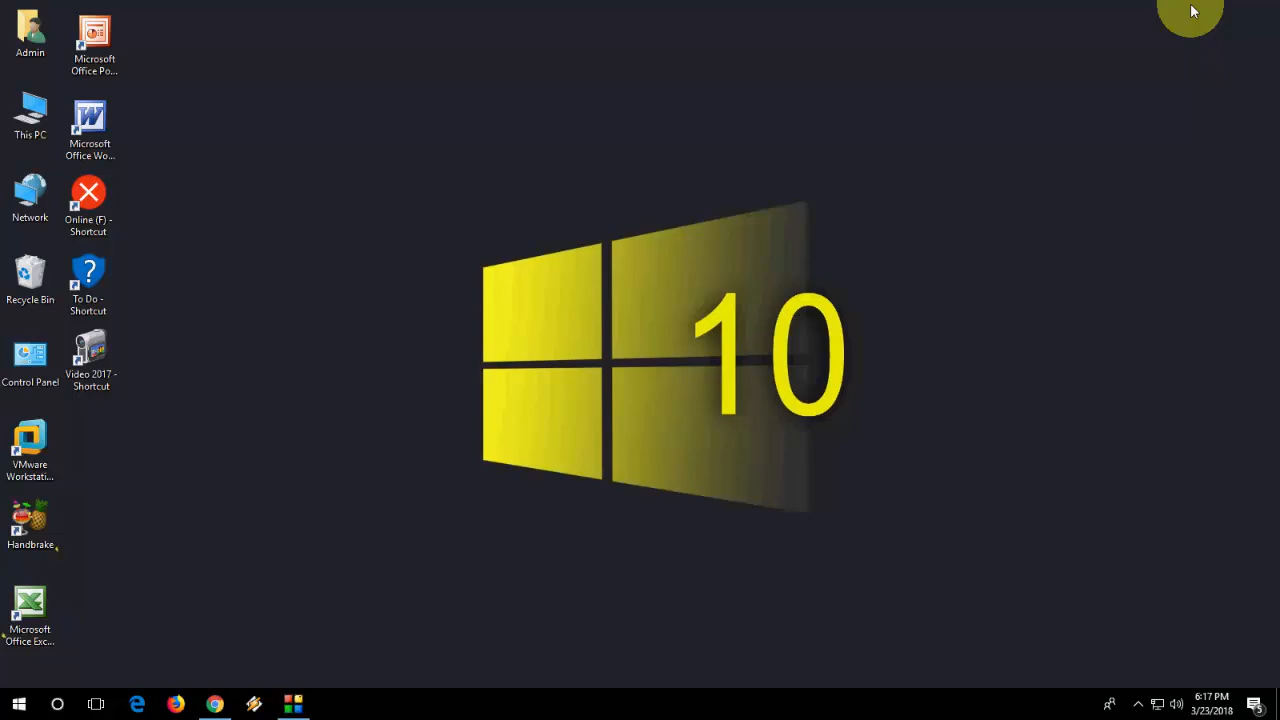 Admin
Microsoft
Office Po...
This PC
Microsoft
Office Wo...
Network
Online (F) -
Shortcut
Recycle Bin
To Do -
Shortcut
Control Panel
Video 2017 -
Shortcut
VMware
Workstati...
Handbrake
Microsoft
Office Exc...
10
6:17 PM
3/23/2018
5